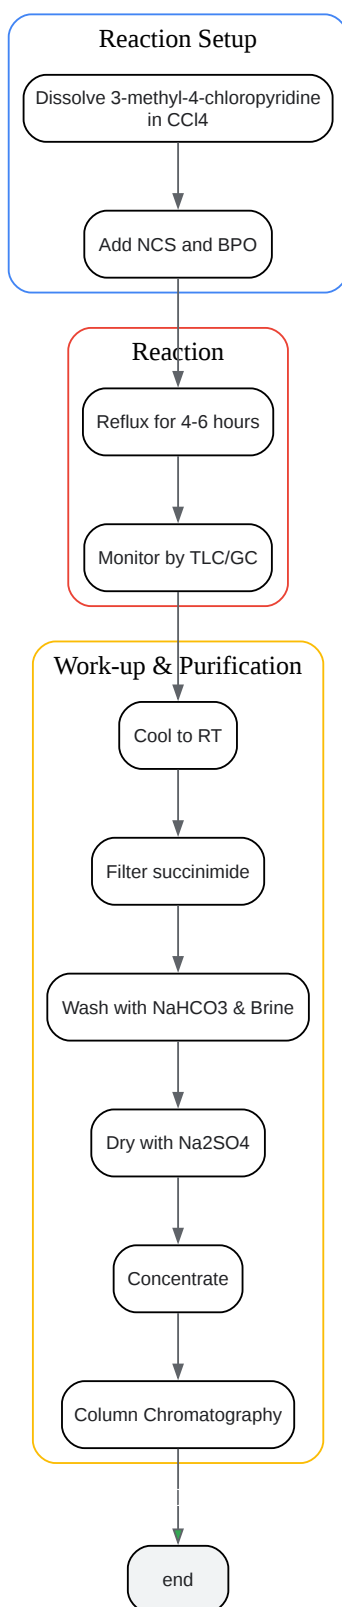 Reaction Setup
Dissolve 3-methyl-4-chloropyridine
in CCl4
Add NCS and BPO
Reaction
Reflux for 4-6 hours
Monitor by TLC/GC
Work-up & Purification
Cool to RT
Filter succinimide
Wash with NaHCO3 & Brine
Dry with Na2SO4
Concentrate
Column Chromatography
end